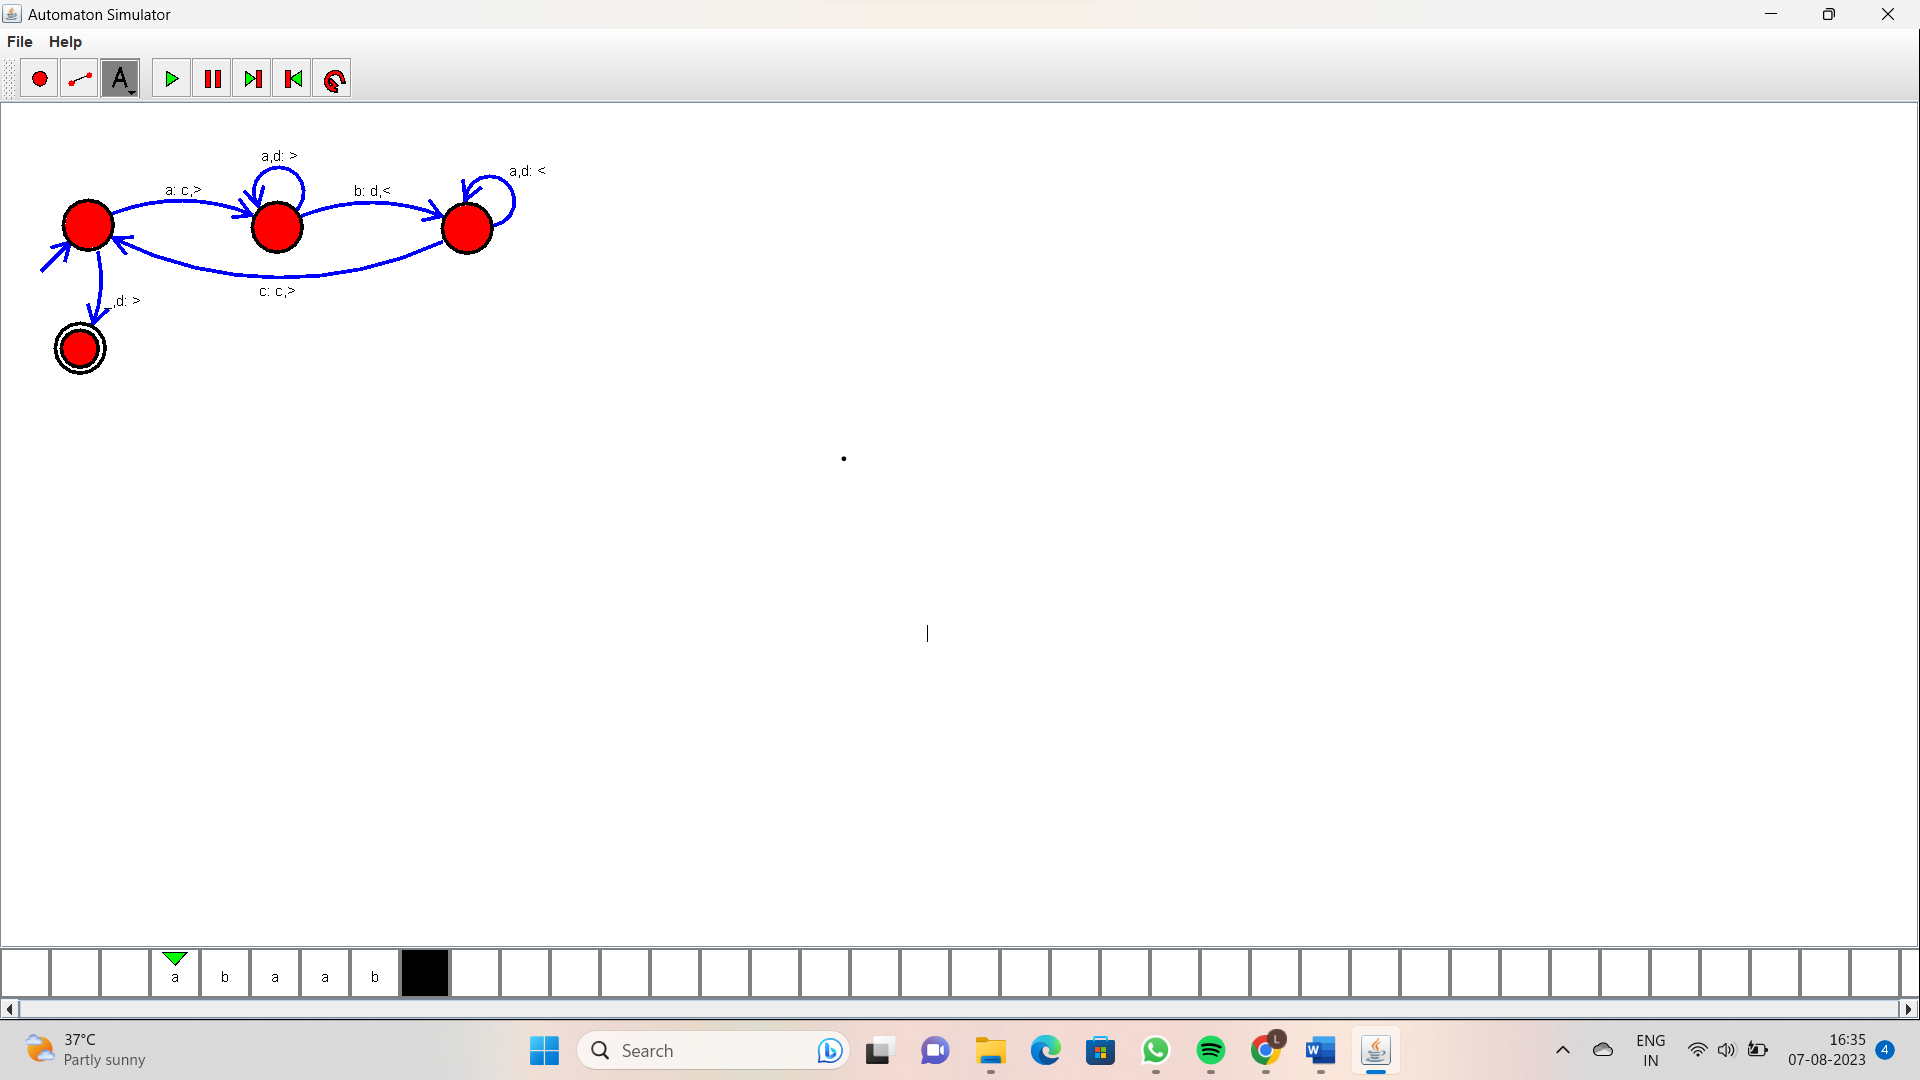 Automaton Simulator
File Help
A
a,d: >
a,d: <
a: c,>
b: d,<
c: c,>
_,d: >
a b a a b
37°C
Partly sunny
Search
L
W
ENG
IN
16:35
07-08-2023
4